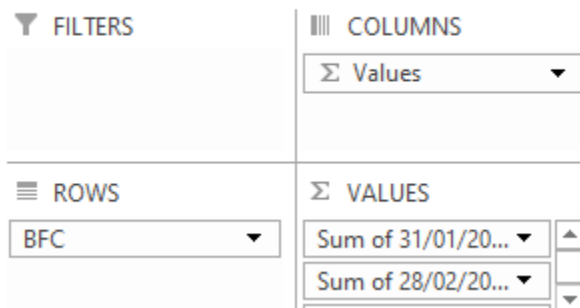 FILTERS
COLUMNS
Σ Values
ROWS
Σ VALUES
BFC
Sum of 31/01/20...
Sum of 28/02/20...